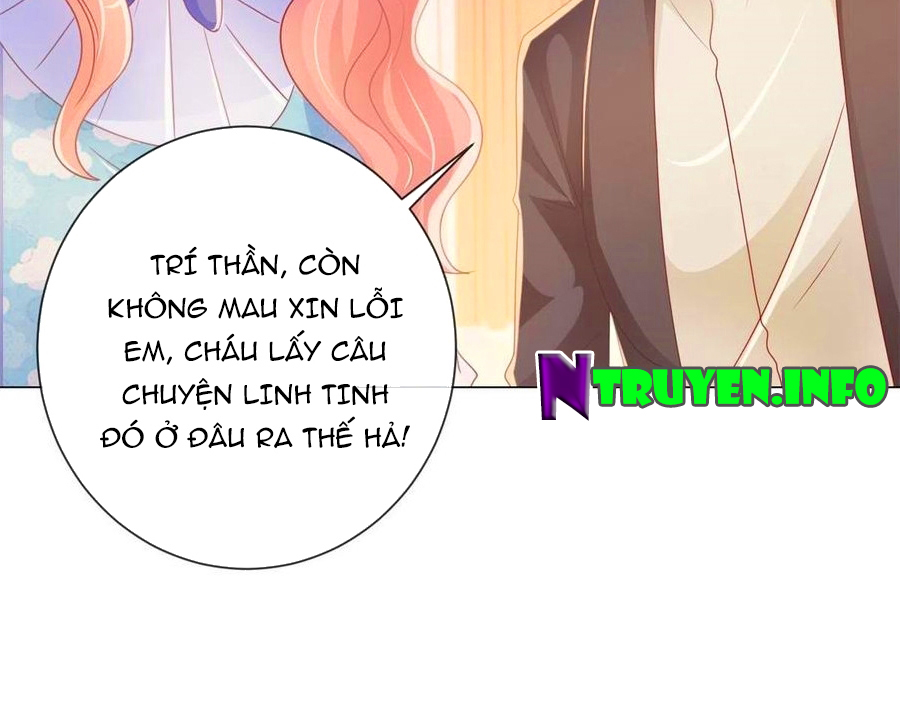 TRÍ THẦN, CÒN
KHÔNG MAU XIN LỖI
EM, CHÁU LẤY CÂU
CHUYỆN LINH TINH
ĐÓ Ở ĐÂU RA THẾ HẢ!
NTRUYEN.INFO